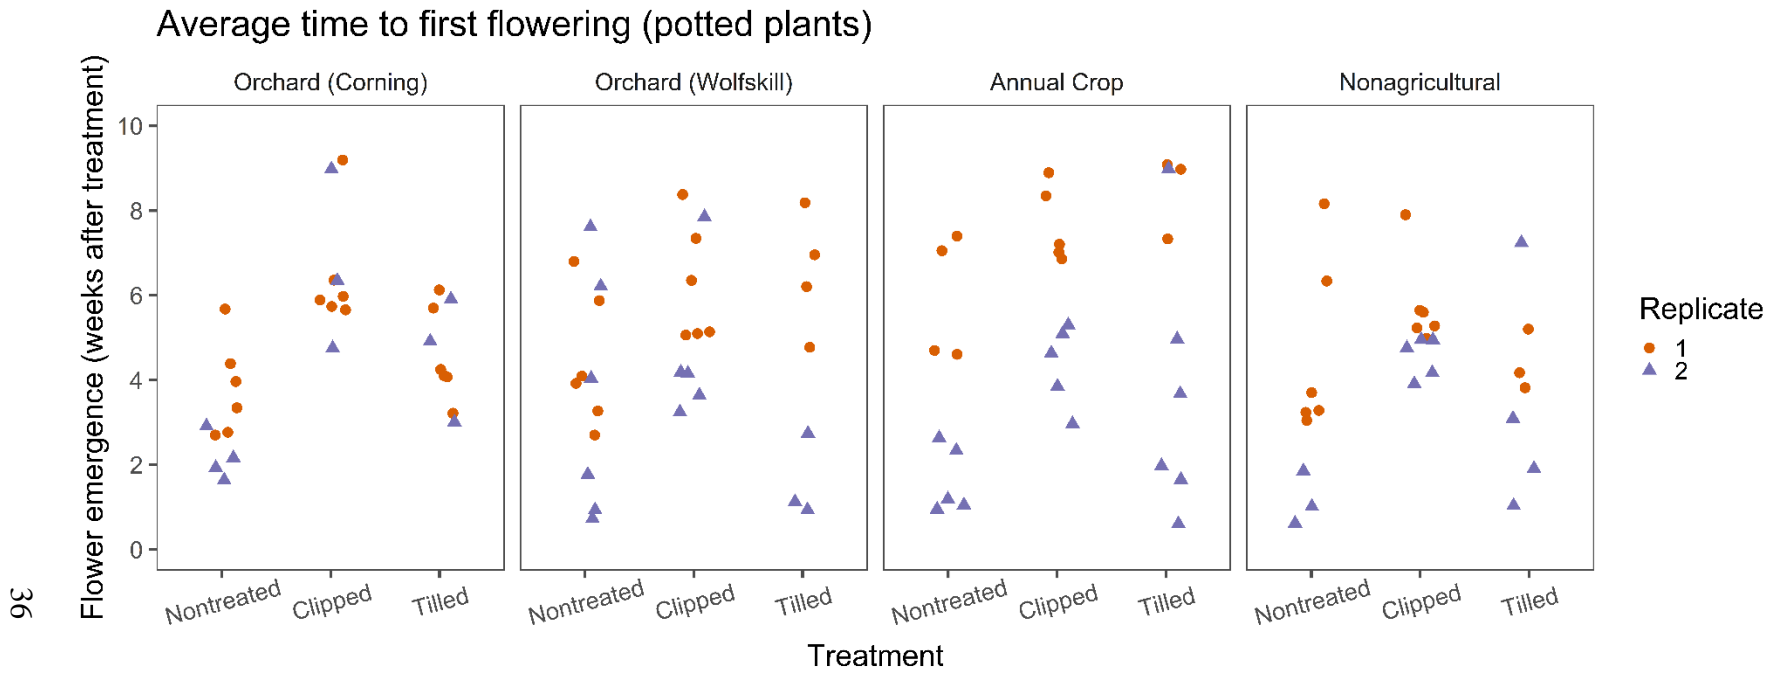 Average time to first flowering (potted plants)
Orchard (Corning)
Orchard (Wolfskill)
Annual Crop
Nonagricultural
Flower emergence (weeks after treatment)
10
8
6
4
2
0
Nontreated
Clipped
Tilled
Nontreated
Clipped
Tilled
Nontreated
Clipped
Tilled
Nontreated
Clipped
Tilled
Treatment
Replicate
1
2
36